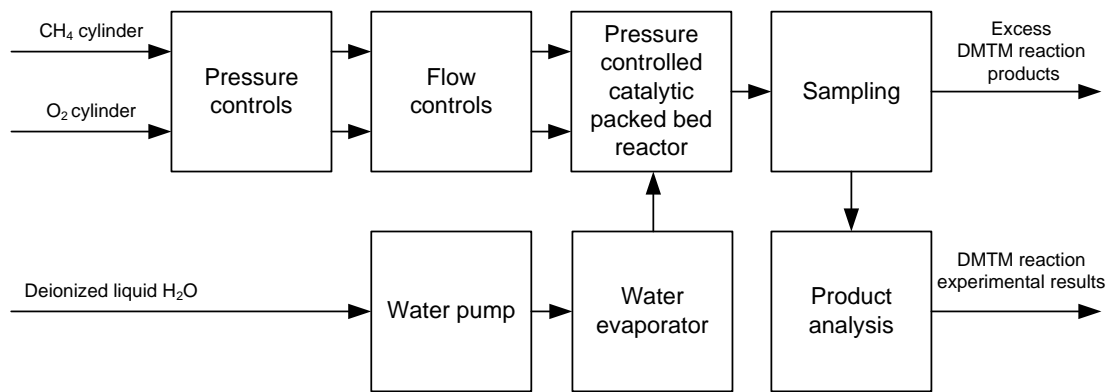 CH₄ cylinder
O₂ cylinder
Pressure
controls
Flow
controls
Pressure
controlled
catalytic
packed bed
reactor
Sampling
Excess
DMTM reaction
products
Deionized liquid H₂O
Water pump
Water
evaporator
Product
analysis
DMTM reaction
experimental results